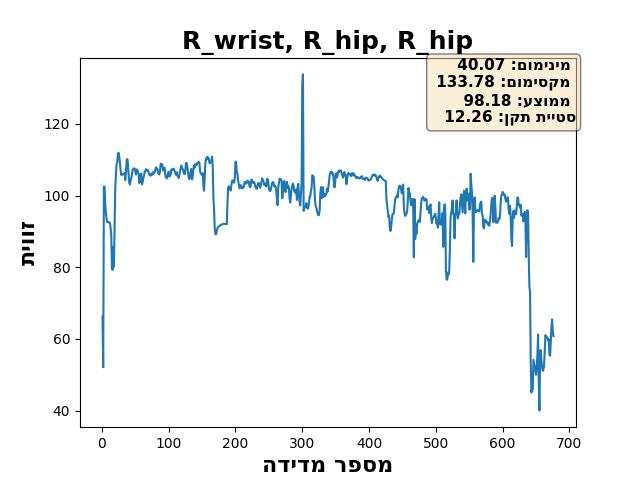 R_wrist, R_hip, R_hip
מינימום: 40.07
מקסימום: 133.78
ממוצע: 98.18
סטיית תקן: 12.26
120
100
80
60
40
זווית
0 100 200 300 400 500 600 700
מספר מדידה